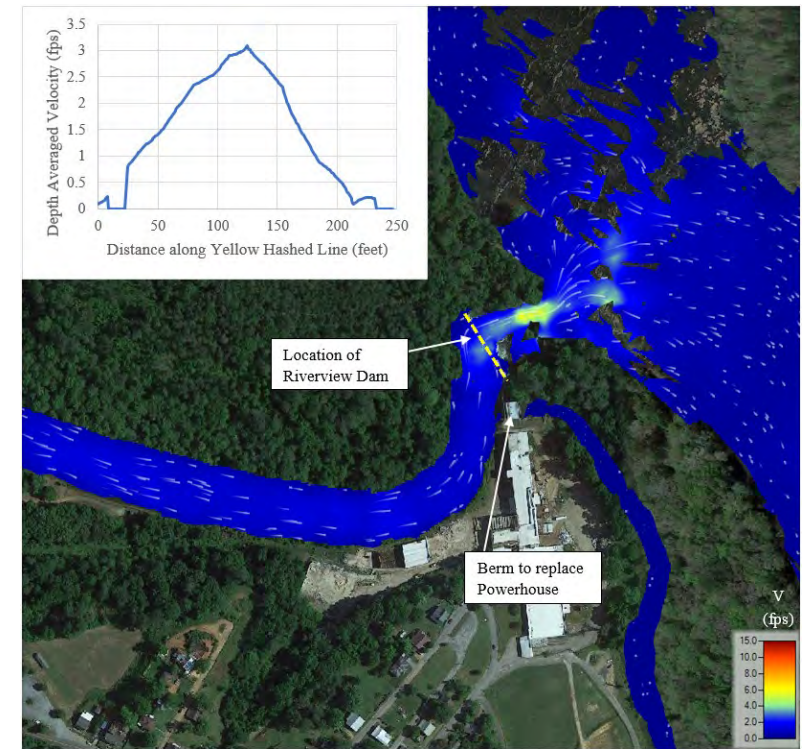 3.5
3
2.5
2
1.5
1
0.5
0
Depth Averaged Velocity (fps)
0 50 100 150 200 250
Distance along Yellow Hashed Line (feet)
Location of
Riverview Dam
Berm to replace
Powerhouse
V
(fps)
15.0
10.0
8.0
6.0
4.0
2.0
0.0